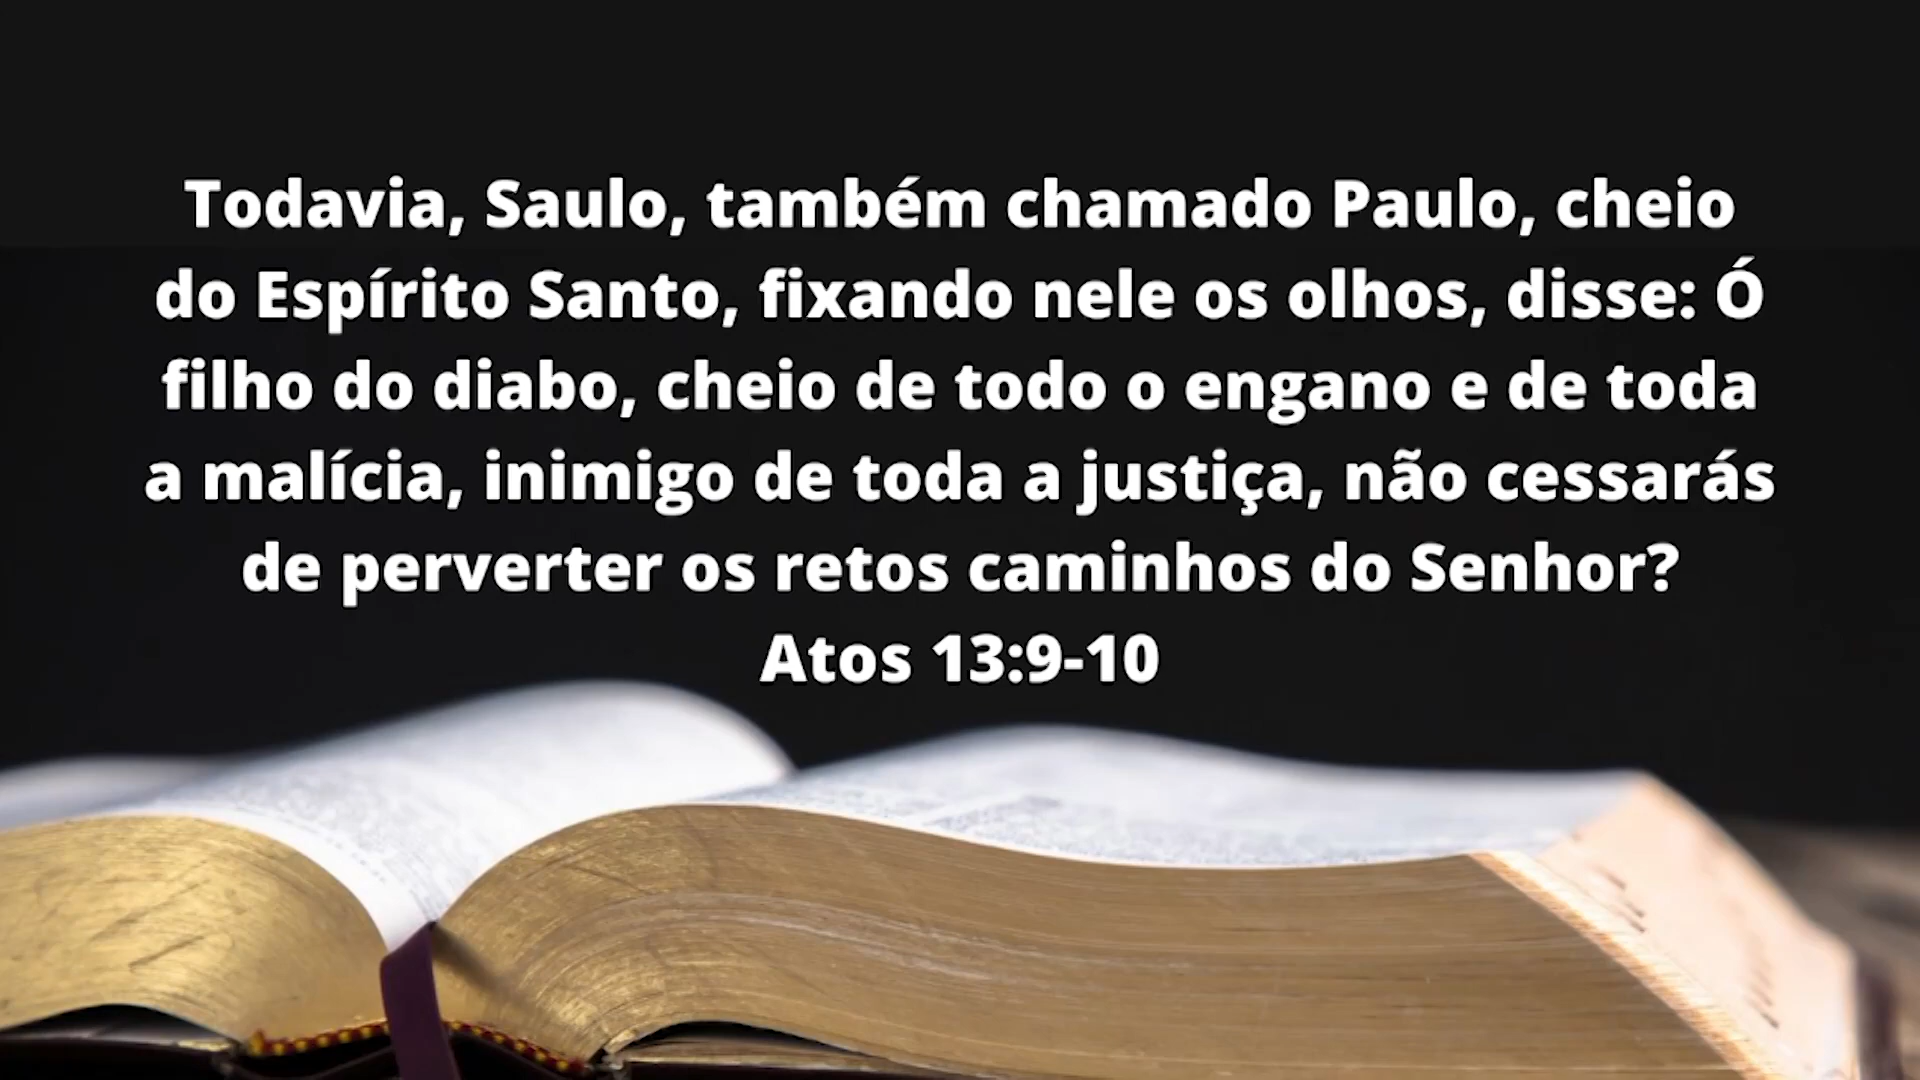 Todavia, Saulo, também chamado Paulo, cheio
do Espírito Santo, fixando nele os olhos, disse: Ó
filho do diabo, cheio de todo o engano e de toda
a malícia, inimigo de toda a justiça, não cessarás
de perverter os retos caminhos do Senhor?
Atos 13:9-10